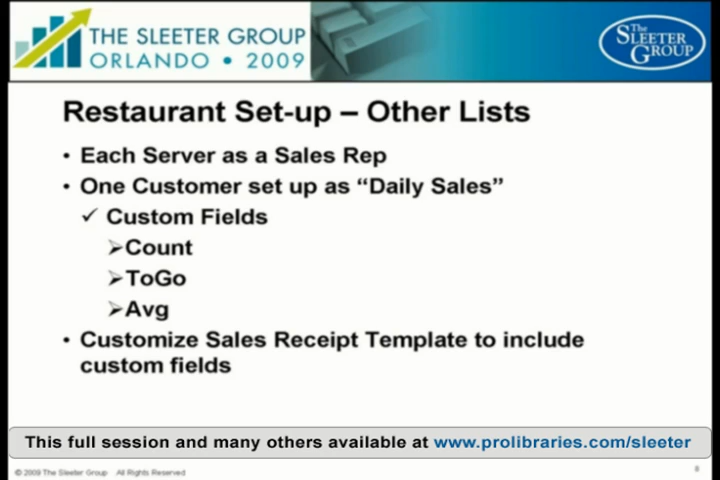 THE SLEETER GROUP
ORLANDO • 2009
The
SLEETER
GROUP
Restaurant Set-up – Other Lists
• Each Server as a Sales Rep
• One Customer set up as “Daily Sales”
✓ Custom Fields
➢Count
➢ToGo
➢Avg
• Customize Sales Receipt Template to include
custom fields
This full session and many others available at www.prolibraries.com/sleeter
© 2009 The Sleeter Group All Rights Reserved
8